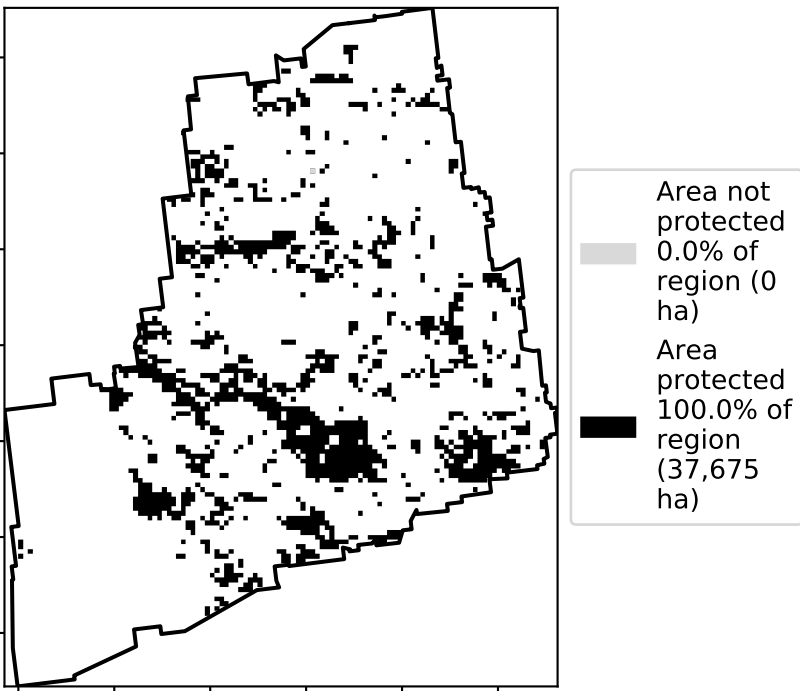 Area not
protected
0.0% of
region (0
ha)
Area
protected
100.0% of
region
(37,675
ha)